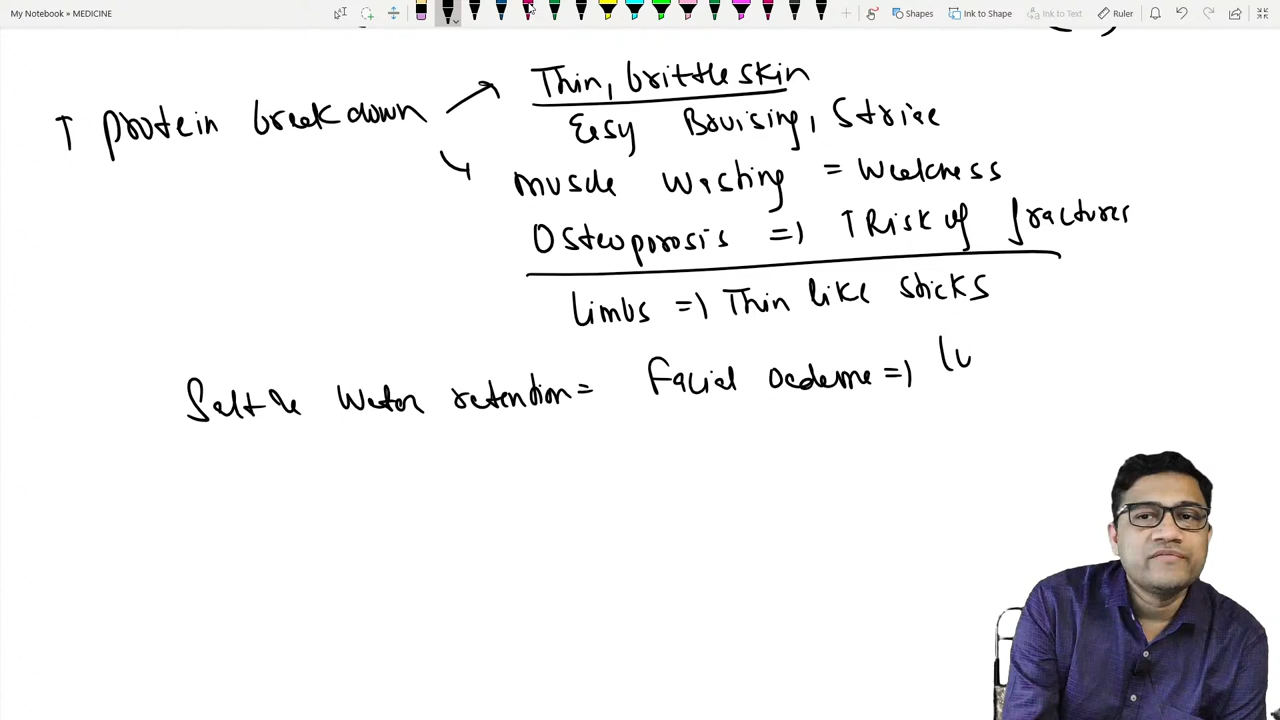 My Notebook » MEDICINE
Shapes Ink to Shape Ink to Text Ruler
↑ protein breakdown
Thin, brittle skin
Easy Bruising, Striae
muscle wasting = Weakness
Osteoporosis => ↑ Risk of fractures
limbs => Thin like sticks
Salt & Water retention = Facial oedeme =>